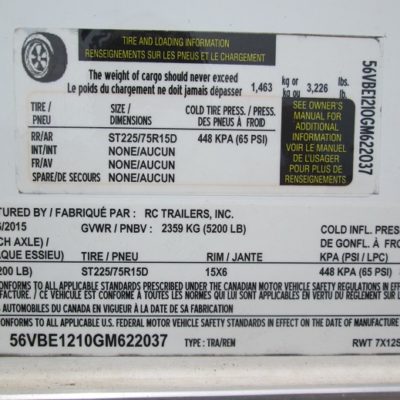 TIRE AND LOADING INFORMATION
RENSEIGNEMENTS SUR LES PNEUS ET LE CHARGEMENT
The weight of cargo should never exceed
Le poids du chargement ne doit jamais dépasser 1,463 kg or / kg ou 3,226 lb. / lb.
TIRE / PNEU SIZE / DIMENSIONS COLD TIRE PRESS. / PRESS. DES PNEUS À FROID
RR/AR ST225/75R15D 448 KPA (65 PSI)
INT/INT NONE/AUCUN
FR/AV NONE/AUCUN
SPARE/DE SECOURS NONE/AUCUN
SEE OWNER'S
MANUAL FOR
ADDITIONAL
INFORMATION
VOIR LE MANUEL
DE L'USAGER
POUR PLUS DE
RENSEIGNEMENTS
56VBE1210GM622037
TURED BY / FABRIQUÉ PAR : RC TRAILERS, INC.
/2015 GVWR / PNBV : 2359 KG (5200 LB) COLD INFL. PRESS
CH AXLE) / DE GONFL. À FROI
AQUE ESSIEU) TIRE / PNEU RIM / JANTE KPA (PSI / LPC)
200 LB) ST225/75R15D 15X6 448 KPA (65 PSI)
ONFORMS TO ALL APPLICABLE STANDARDS PRESCRIBED UNDER THE CANADIAN MOTOR VEHICLE SAFETY REGULATIONS IN EFFE
UFACTURE. / CE VÉHICULE EST CONFORME À TOUTES LES NORMES QUI LUI SONT APPLICABLES EN VERTU DU RÈGLEMENT SUR
S AUTOMOBILES DU CANADA EN VIGUEUR À LA DATE DE SA FABRICATION
CONFORMS TO ALL APPLICABLE U.S. FEDERAL MOTOR VEHICLE SAFETY STANDARDS IN EFFECT ON THE DATE OF MANUFACTURE
56VBE1210GM622037 TYPE: TRA/REM RWT 7X12S